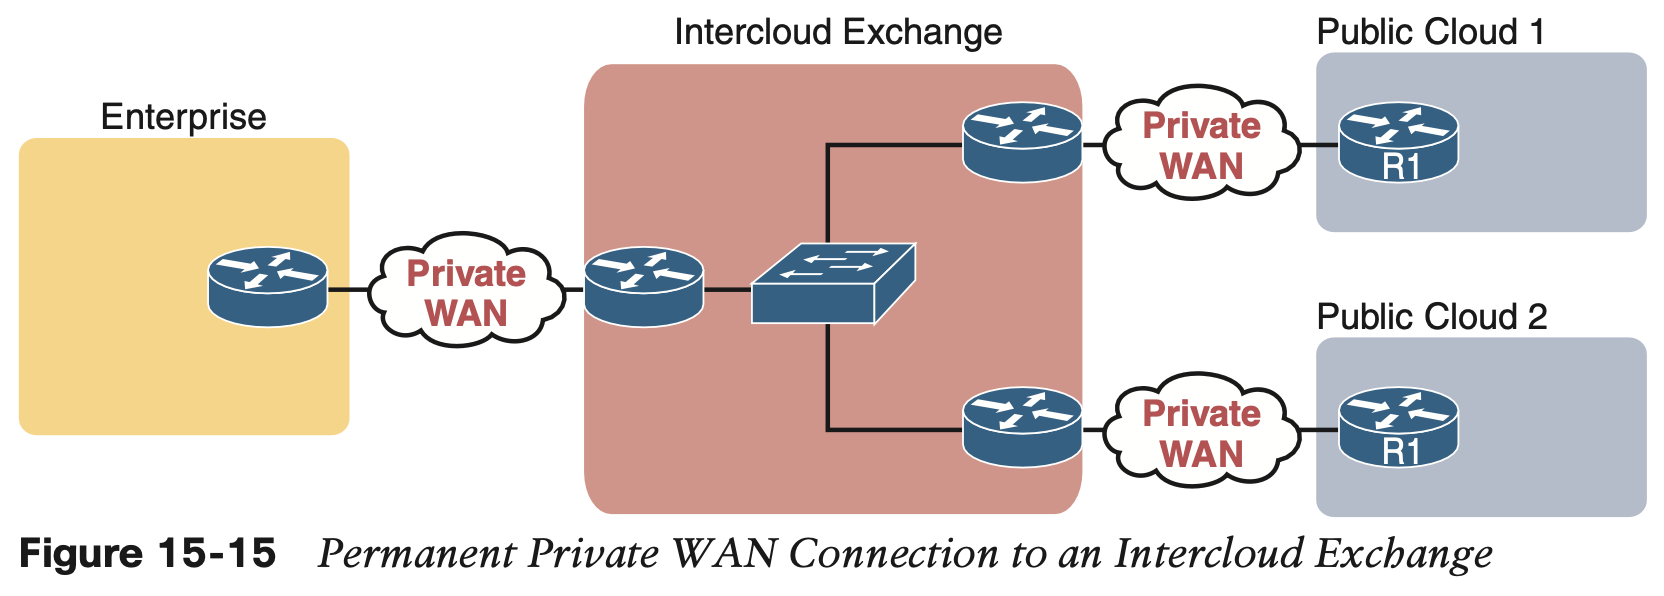 Intercloud Exchange
Public Cloud 1
Enterprise
Private
WAN
R1
Private
WAN
Public Cloud 2
Private
WAN
R1
Figure 15-15 Permanent Private WAN Connection to an Intercloud Exchange